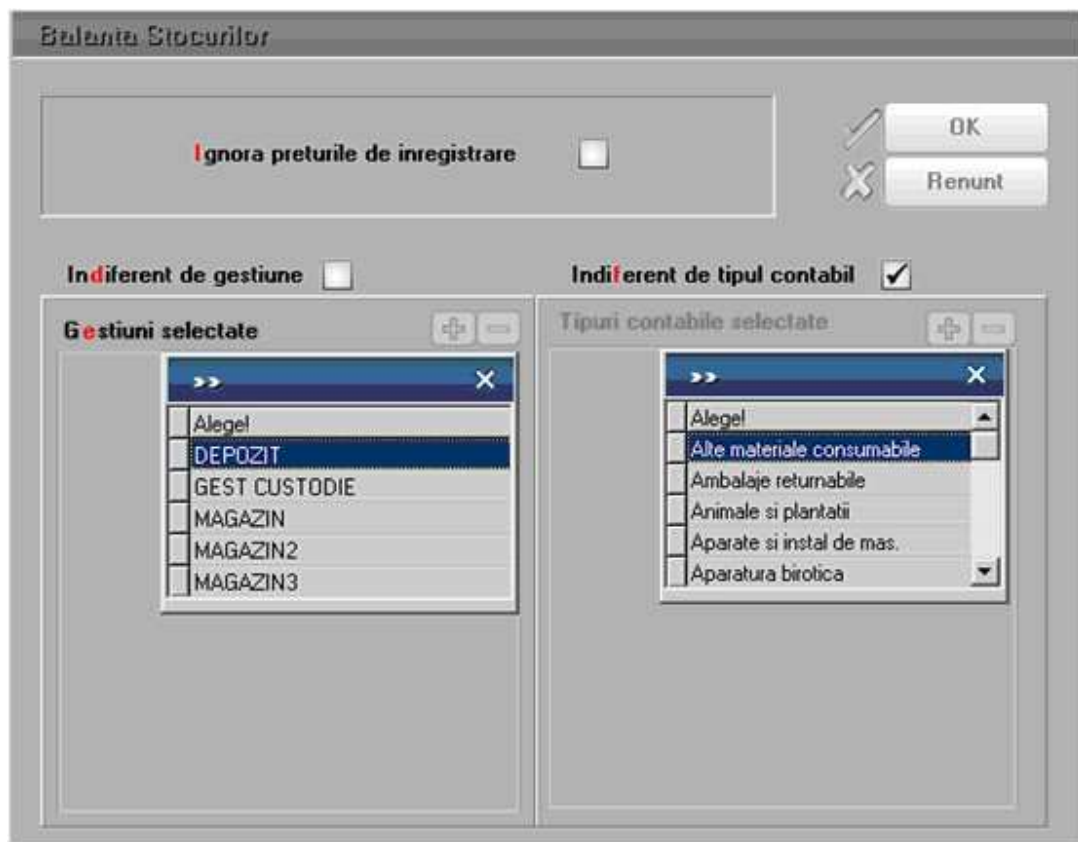 Balanta Stocurilor
Ignora preturile de inregistrare
OK
Renunt
Indiferent de gestiune
Indiferent de tipul contabil
Gestiuni selectate
Tipuri contabile selectate
Alege!
DEPOZIT
GEST CUSTODIE
MAGAZIN
MAGAZIN2
MAGAZIN3
Alege!
Alte materiale consumabile
Ambalaje returnabile
Animale si plantatii
Aparate si instal de mas.
Aparatura birotica